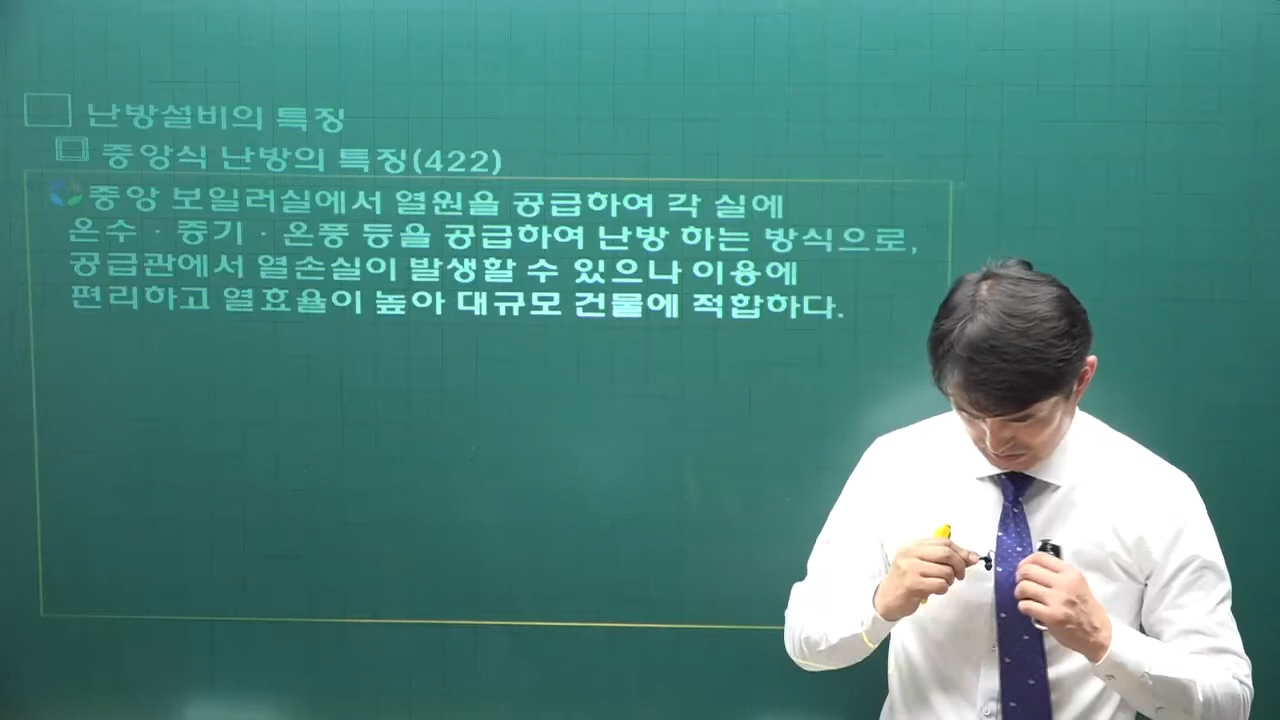 난방설비의 특징
중앙식 난방의 특징(422)
중앙 보일러실에서 열원을 공급하여 각 실에
온수 · 증기 · 온풍 등을 공급하여 난방 하는 방식으로,
공급관에서 열손실이 발생할 수 있으나 이용에
편리하고 열효율이 높아 대규모 건물에 적합하다.